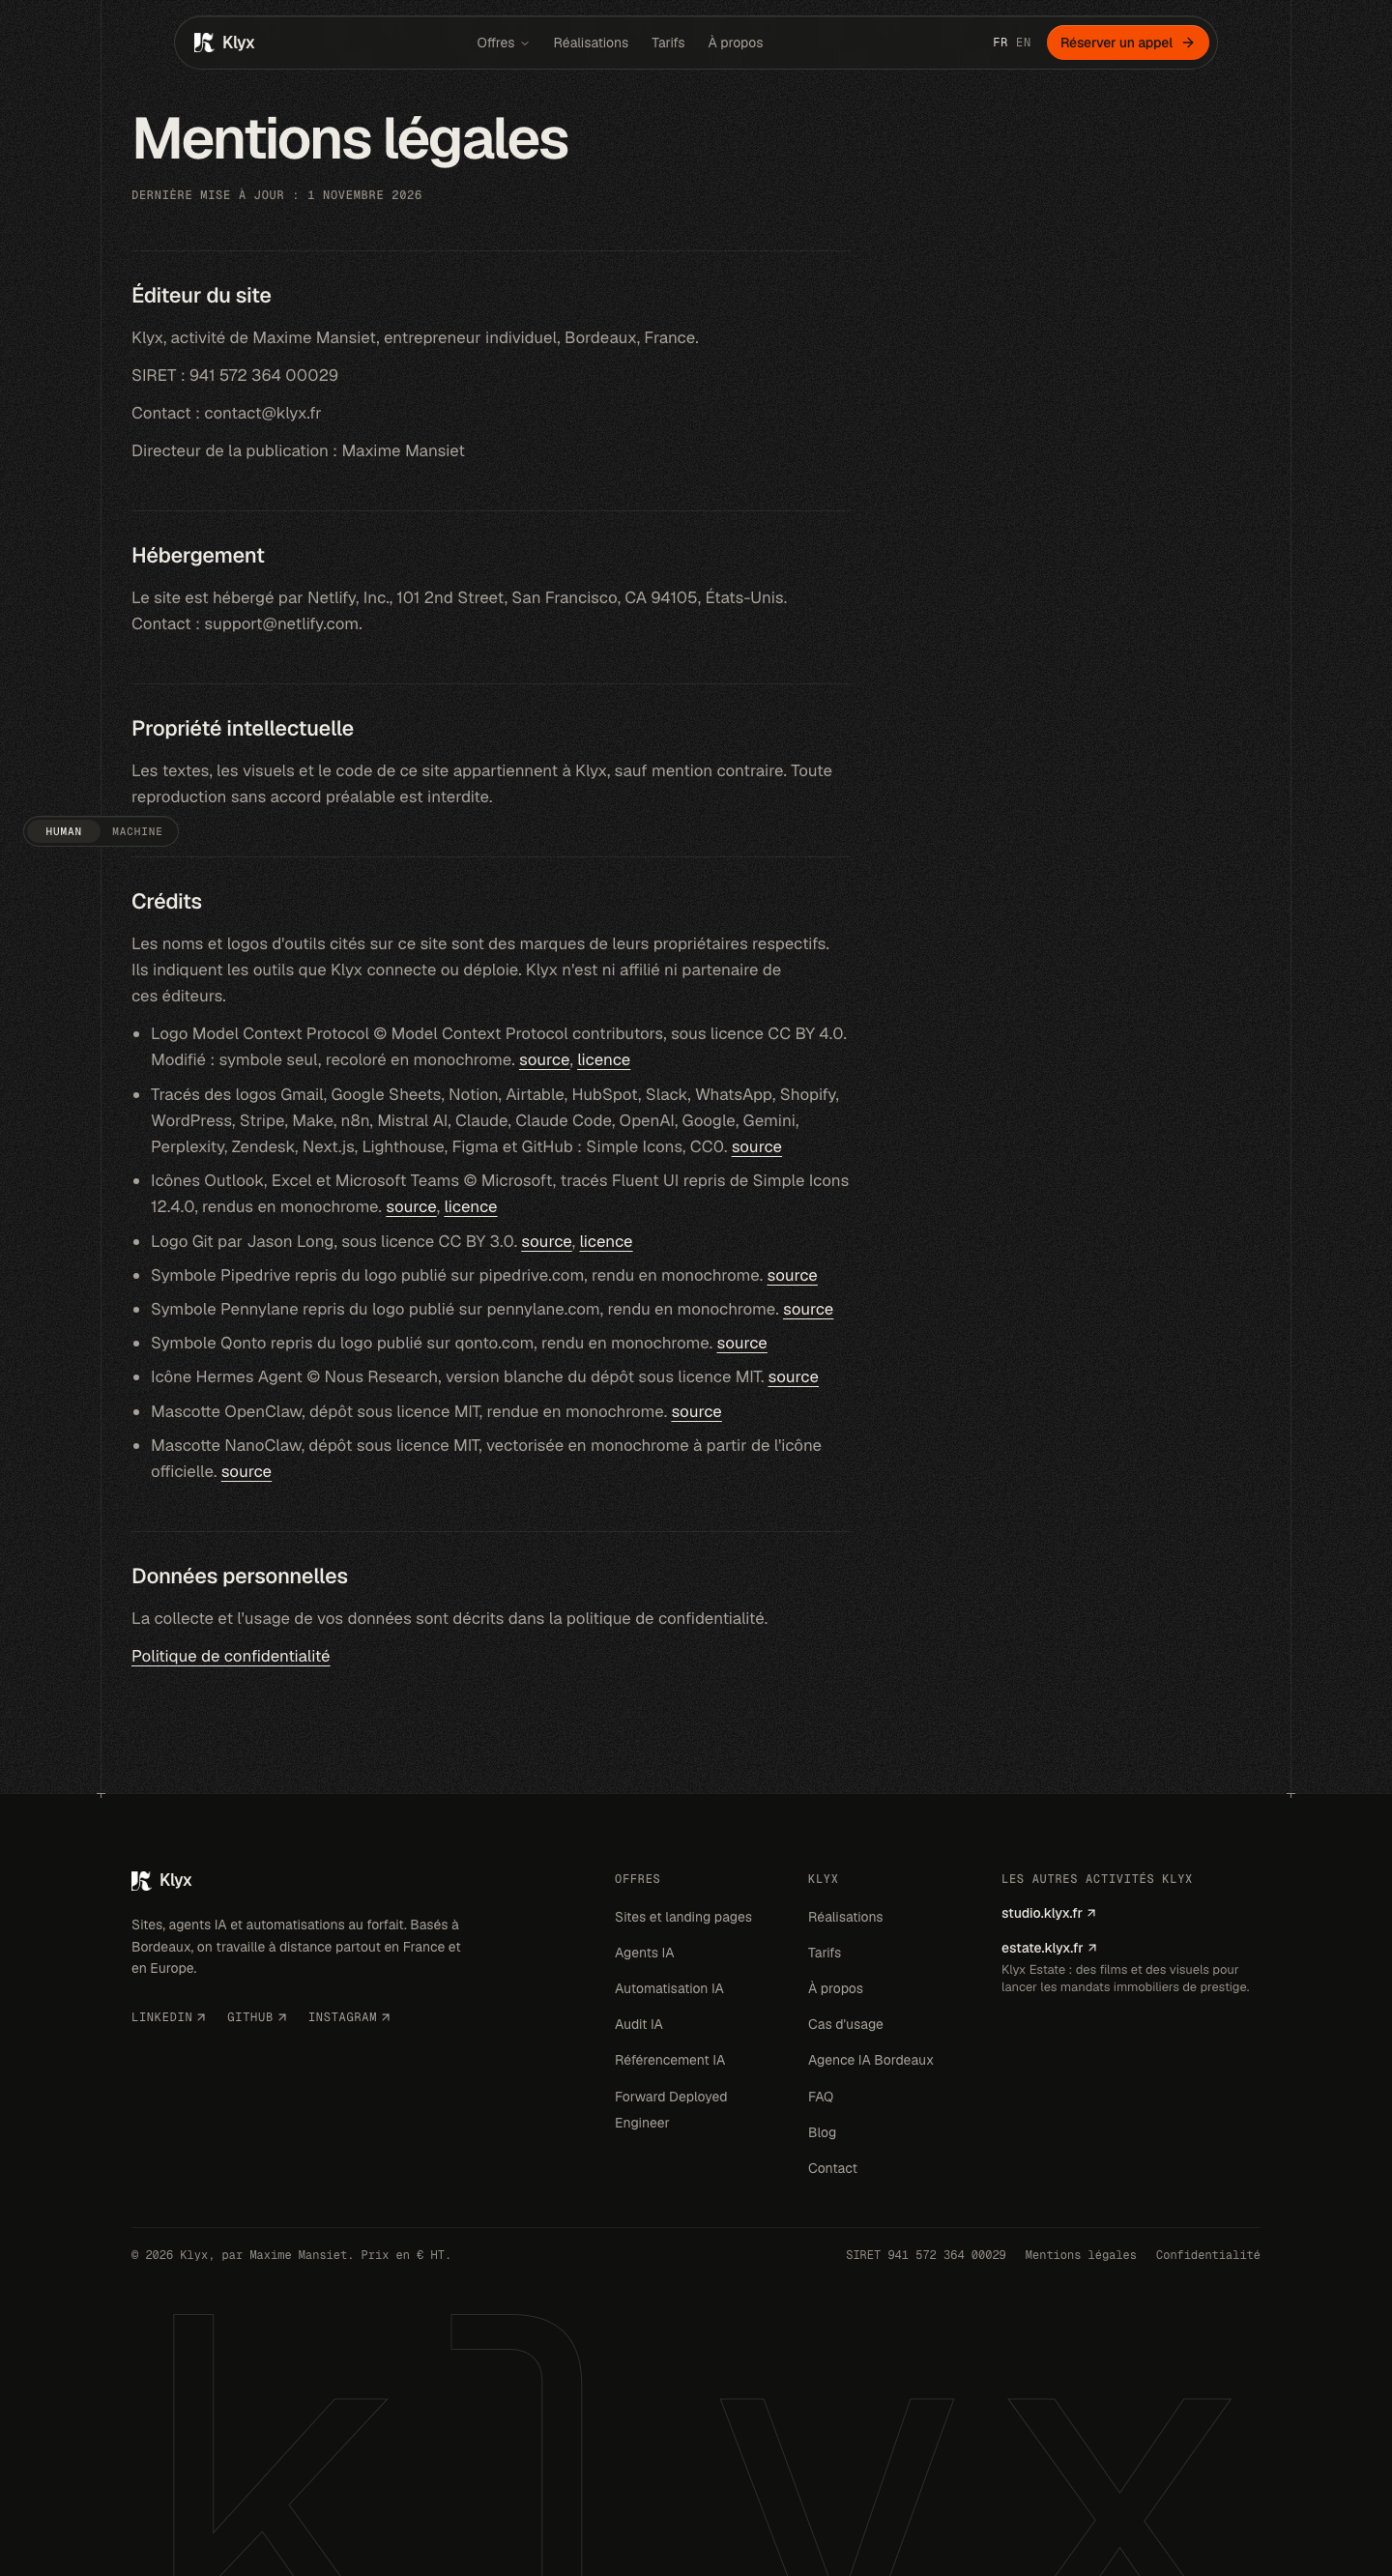 Klyx
Offres
Réalisations
Tarifs
À propos
FR EN
Réserver un appel
Mentions légales
DERNIÈRE MISE À JOUR : 1 NOVEMBRE 2026
Éditeur du site
Klyx, activité de Maxime Mansiet, entrepreneur individuel, Bordeaux, France.
SIRET : 941 572 364 00029
Contact : contact@klyx.fr
Directeur de la publication : Maxime Mansiet
Hébergement
Le site est hébergé par Netlify, Inc., 101 2nd Street, San Francisco, CA 94105, États-Unis.
Contact : support@netlify.com.
Propriété intellectuelle
Les textes, les visuels et le code de ce site appartiennent à Klyx, sauf mention contraire. Toute
reproduction sans accord préalable est interdite.
HUMAN MACHINE
Crédits
Les noms et logos d'outils cités sur ce site sont des marques de leurs propriétaires respectifs.
Ils indiquent les outils que Klyx connecte ou déploie. Klyx n'est ni affilié ni partenaire de
ces éditeurs.
Logo Model Context Protocol © Model Context Protocol contributors, sous licence CC BY 4.0.
Modifié : symbole seul, recoloré en monochrome. source, licence
Tracés des logos Gmail, Google Sheets, Notion, Airtable, HubSpot, Slack, WhatsApp, Shopify,
WordPress, Stripe, Make, n8n, Mistral AI, Claude, Claude Code, OpenAI, Google, Gemini,
Perplexity, Zendesk, Next.js, Lighthouse, Figma et GitHub : Simple Icons, CC0. source
Icônes Outlook, Excel et Microsoft Teams © Microsoft, tracés Fluent UI repris de Simple Icons
12.4.0, rendus en monochrome. source, licence
Logo Git par Jason Long, sous licence CC BY 3.0. source, licence
Symbole Pipedrive repris du logo publié sur pipedrive.com, rendu en monochrome. source
Symbole Pennylane repris du logo publié sur pennylane.com, rendu en monochrome. source
Symbole Qonto repris du logo publié sur qonto.com, rendu en monochrome. source
Icône Hermes Agent © Nous Research, version blanche du dépôt sous licence MIT. source
Mascotte OpenClaw, dépôt sous licence MIT, rendue en monochrome. source
Mascotte NanoClaw, dépôt sous licence MIT, vectorisée en monochrome à partir de l'icône
officielle. source
Données personnelles
La collecte et l'usage de vos données sont décrits dans la politique de confidentialité.
Politique de confidentialité
Klyx
Sites, agents IA et automatisations au forfait. Basés à
Bordeaux, on travaille à distance partout en France et
en Europe.
LINKEDIN
GITHUB
INSTAGRAM
OFFRES
Sites et landing pages
Agents IA
Automatisation IA
Audit IA
Référencement IA
Forward Deployed
Engineer
KLYX
Réalisations
Tarifs
À propos
Cas d'usage
Agence IA Bordeaux
FAQ
Blog
Contact
LES AUTRES ACTIVITÉS KLYX
studio.klyx.fr
estate.klyx.fr
Klyx Estate : des films et des visuels pour
lancer les mandats immobiliers de prestige.
© 2026 Klyx, par Maxime Mansiet. Prix en € HT.
SIRET 941 572 364 00029
Mentions légales
Confidentialité
klyx